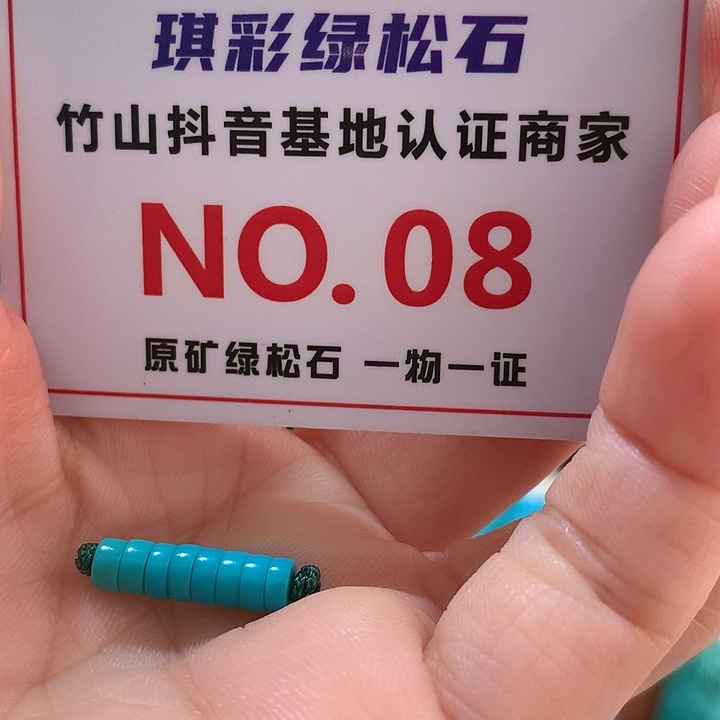 琪彩绿松石
竹山抖音基地认证商家
NO.08
原矿绿松石 一物一证